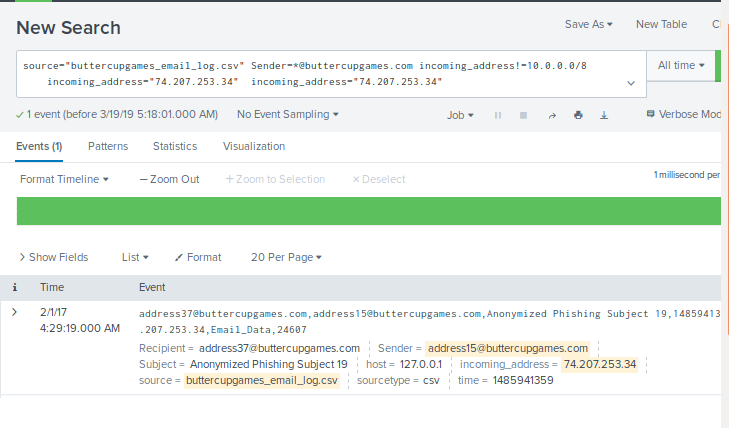 New Search
Save As ▾ New Table
source="buttercupgames_email_log.csv" Sender=*@buttercupgames.com incoming_address!=10.0.0.0/8
incoming_address="74.207.253.34" incoming_address="74.207.253.34"
All time ▾
✓ 1 event (before 3/19/19 5:18:01.000 AM) No Event Sampling ▾ Job ▾ Verbose Mod
Events (1) Patterns Statistics Visualization
Format Timeline ▾ — Zoom Out + Zoom to Selection × Deselect 1 millisecond per
> Show Fields List ▾ Format 20 Per Page ▾
i Time Event
> 2/1/17
4:29:19.000 AM
address37@buttercupgames.com,address15@buttercupgames.com,Anonymized Phishing Subject 19,14859413
.207.253.34,Email_Data,24607
Recipient = address37@buttercupgames.com Sender = address15@buttercupgames.com
Subject = Anonymized Phishing Subject 19 host = 127.0.0.1 incoming_address = 74.207.253.34
source = buttercupgames_email_log.csv sourcetype = csv time = 1485941359